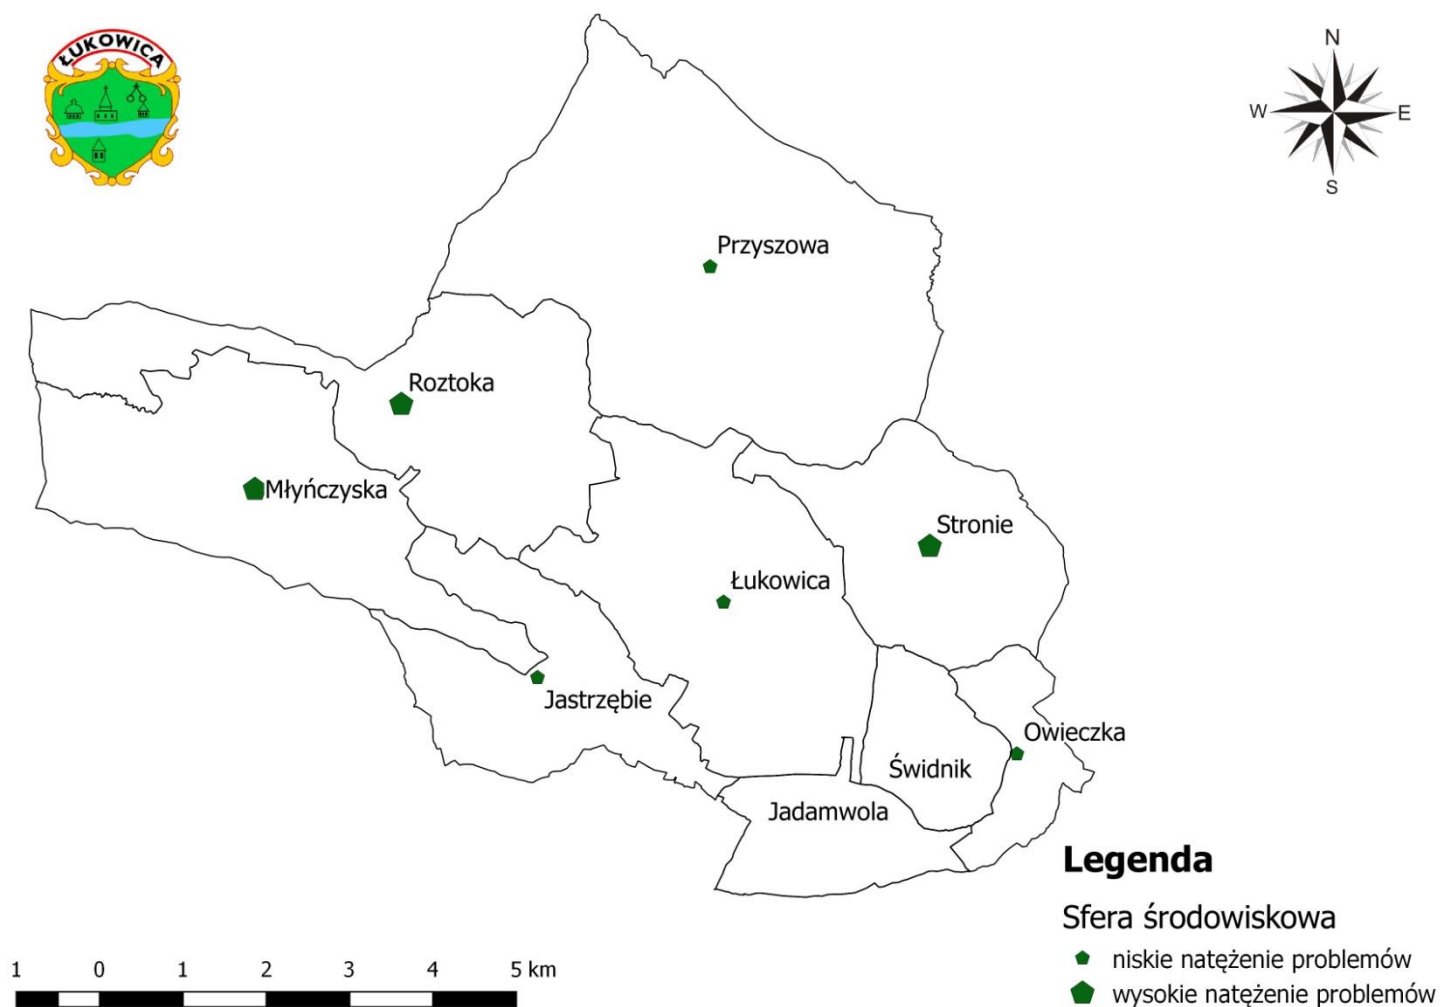 ŁUKOWICA
N
W
E
S
Przyszowa
Roztoka
Młyńczyska
Stronie
Łukowica
Jastrzębie
Owieczka
Świdnik
Jadamwola
Legenda
Sfera środowiskowa
niskie natężenie problemów
wysokie natężenie problemów
1 0 1 2 3 4 5 km